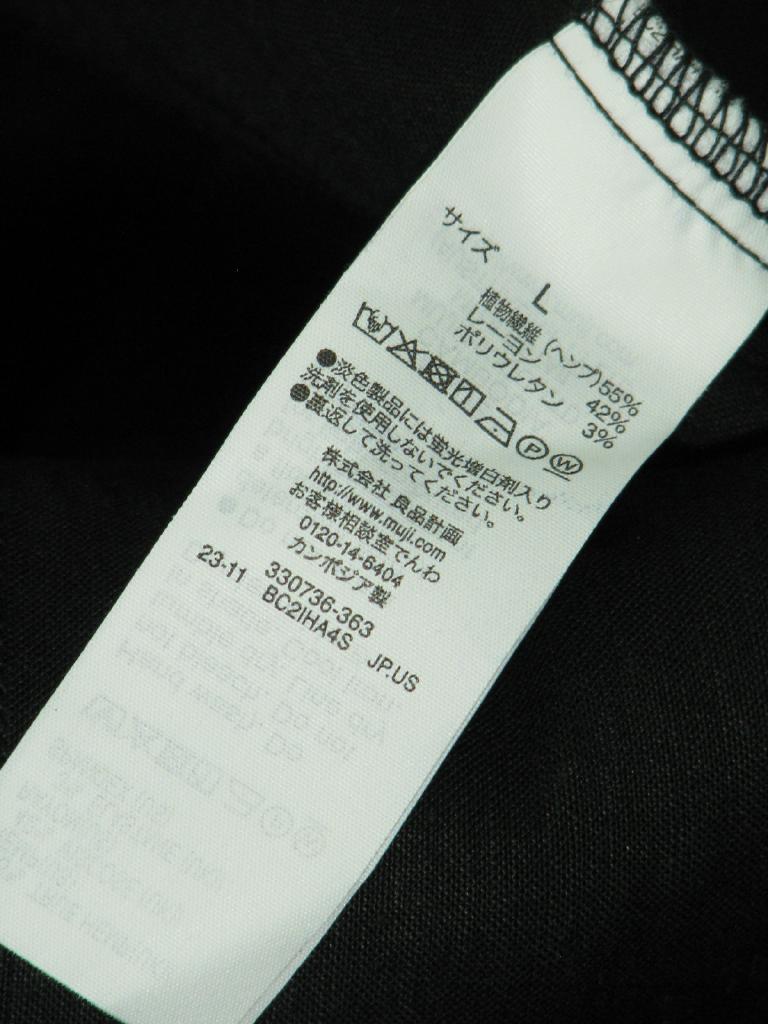 サイズ
L
植物繊維 (ヘンプ) 55%
レーヨン 42%
ポリウレタン 3%
●淡色製品には蛍光増白剤入り
洗剤を使用しないでください。
●裏返して洗ってください。
株式会社 良品計画
http://www.muji.com
お客様相談室でんわ
0120-14-6404
カンボジア製
23-11 330736-363
BC2IHA4S JP.US